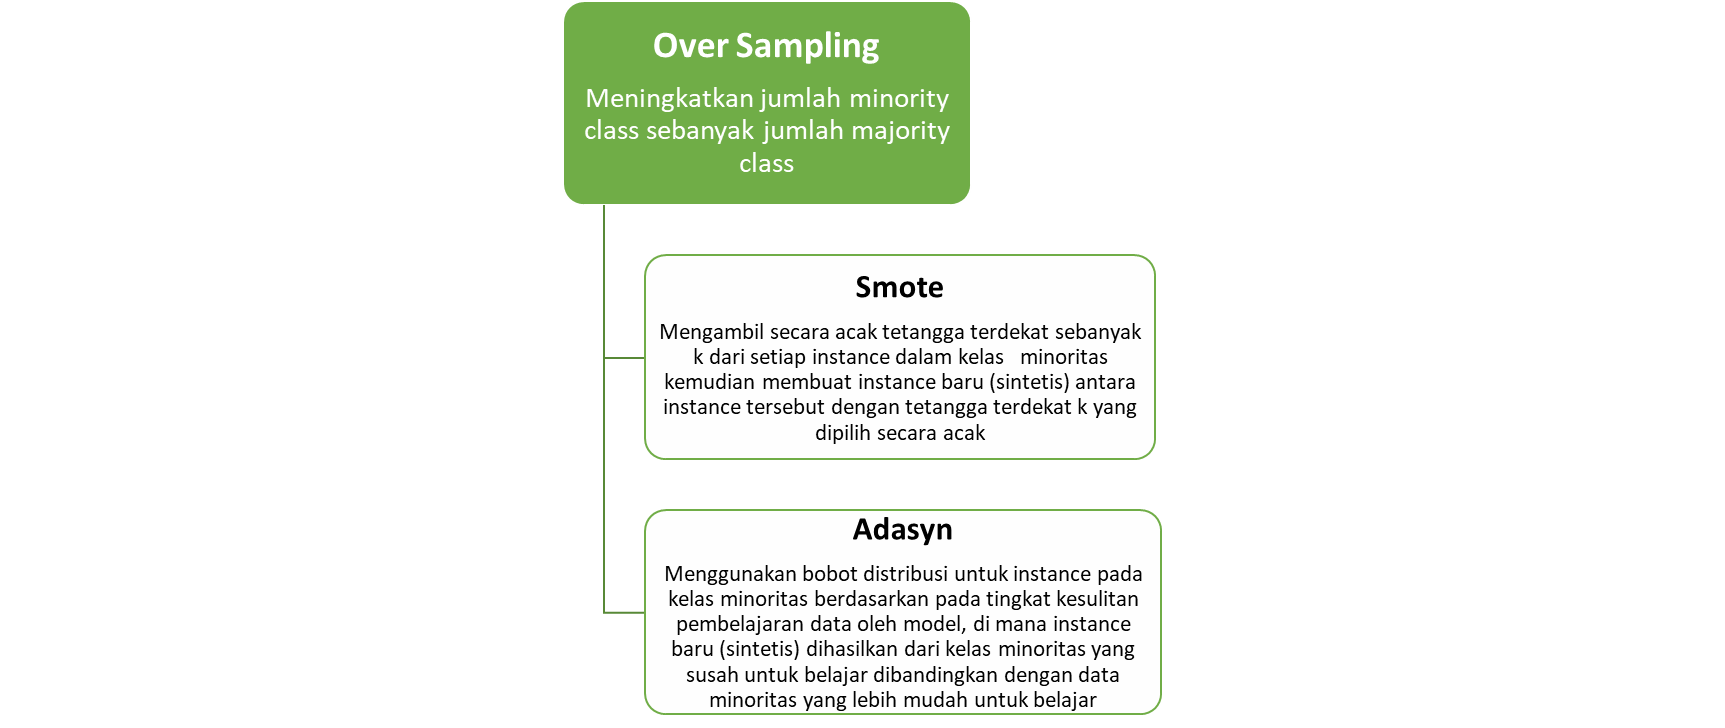 Over Sampling
Meningkatkan jumlah minority
class sebanyak jumlah majority
class
Smote
Mengambil secara acak tetangga terdekat sebanyak
k dari setiap instance dalam kelas minoritas
kemudian membuat instance baru (sintetis) antara
instance tersebut dengan tetangga terdekat k yang
dipilih secara acak
Adasyn
Menggunakan bobot distribusi untuk instance pada
kelas minoritas berdasarkan pada tingkat kesulitan
pembelajaran data oleh model, di mana instance
baru (sintetis) dihasilkan dari kelas minoritas yang
susah untuk belajar dibandingkan dengan data
minoritas yang lebih mudah untuk belajar